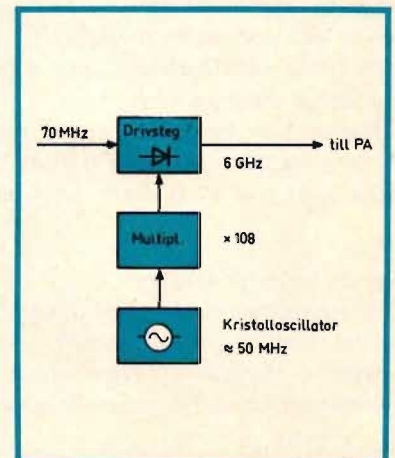 70 MHz
Drivsteg
till PA
6 GHz
Multipl.
× 108
Kristolloscillator
≈ 50 MHz